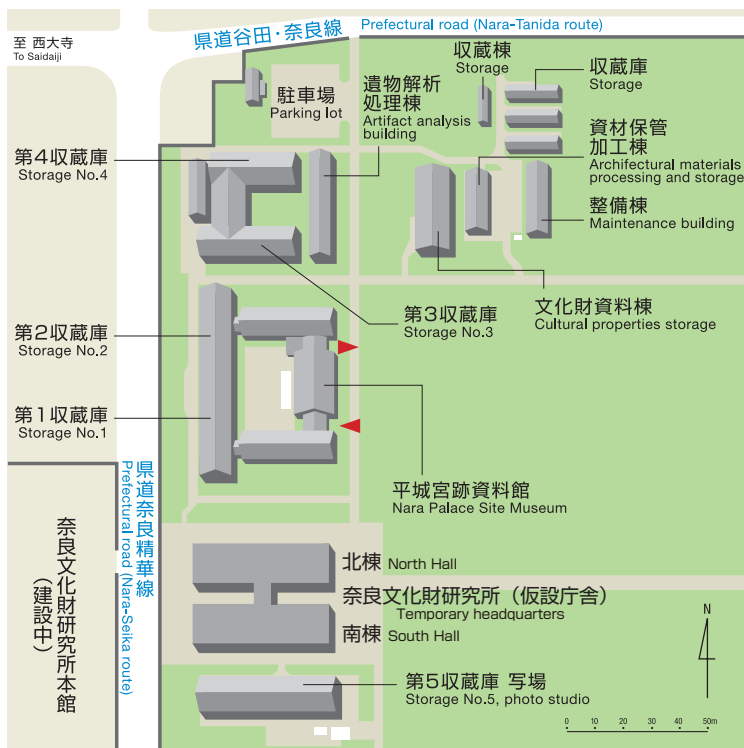 至 西大寺
To Saidaiji
県道谷田・奈良線
Prefectural road (Nara-Tanida route)
駐車場
Parking lot
遺物解析
処理棟
Artifact analysis
building
収蔵棟
Storage
収蔵庫
Storage
資材保管
加工棟
Architectural materials
processing and storage
整備棟
Maintenance building
第4収蔵庫
Storage No.4
第3収蔵庫
Storage No.3
文化財資料棟
Cultural properties storage
第2収蔵庫
Storage No.2
第1収蔵庫
Storage No.1
平城宮跡資料館
Nara Palace Site Museum
県道奈良精華線
Prefectural road (Nara-Seika route)
奈良文化財研究所本館
(建設中)
北棟 North Hall
奈良文化財研究所(仮設庁舎)
Temporary headquarters
南棟 South Hall
第5収蔵庫 写場
Storage No.5, photo studio
N
0 10 20 30 40 50m